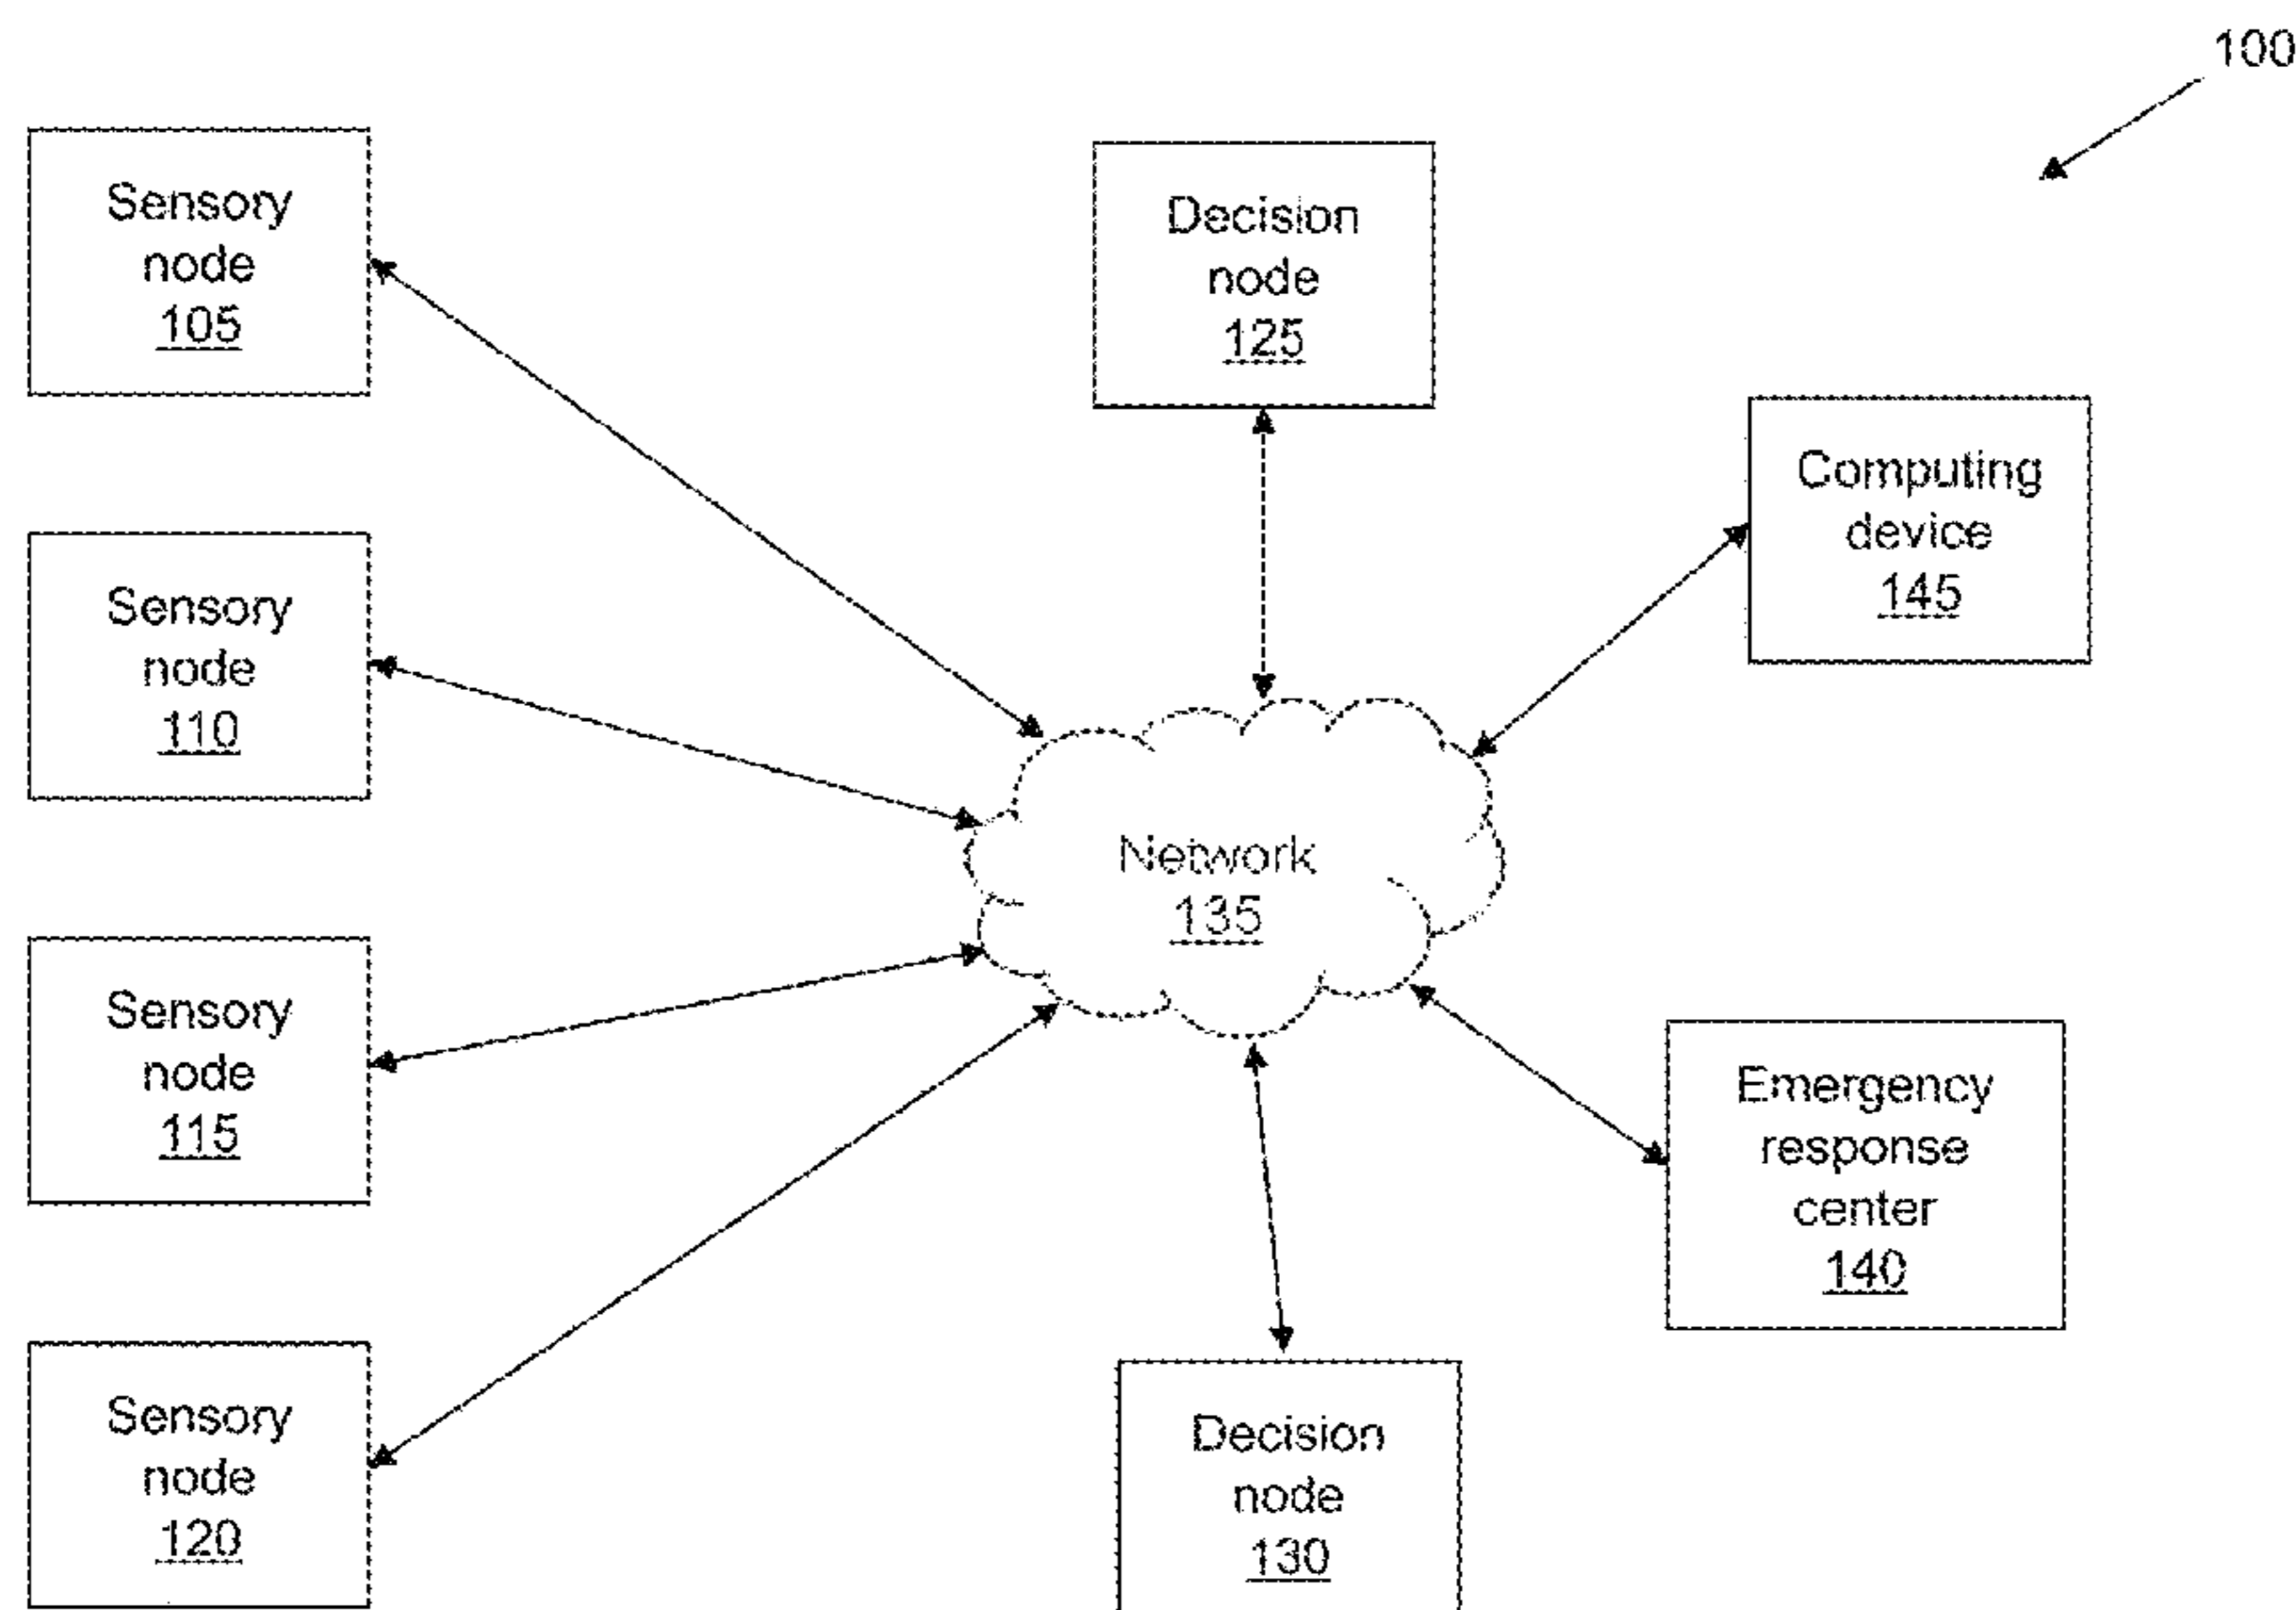 100
Sensory
node
105
Decision
node
125
Computing
device
145
Sensory
node
110
Network
135
Sensory
node
115
Emergency
response
center
140
Sensory
node
120
Decision
node
130